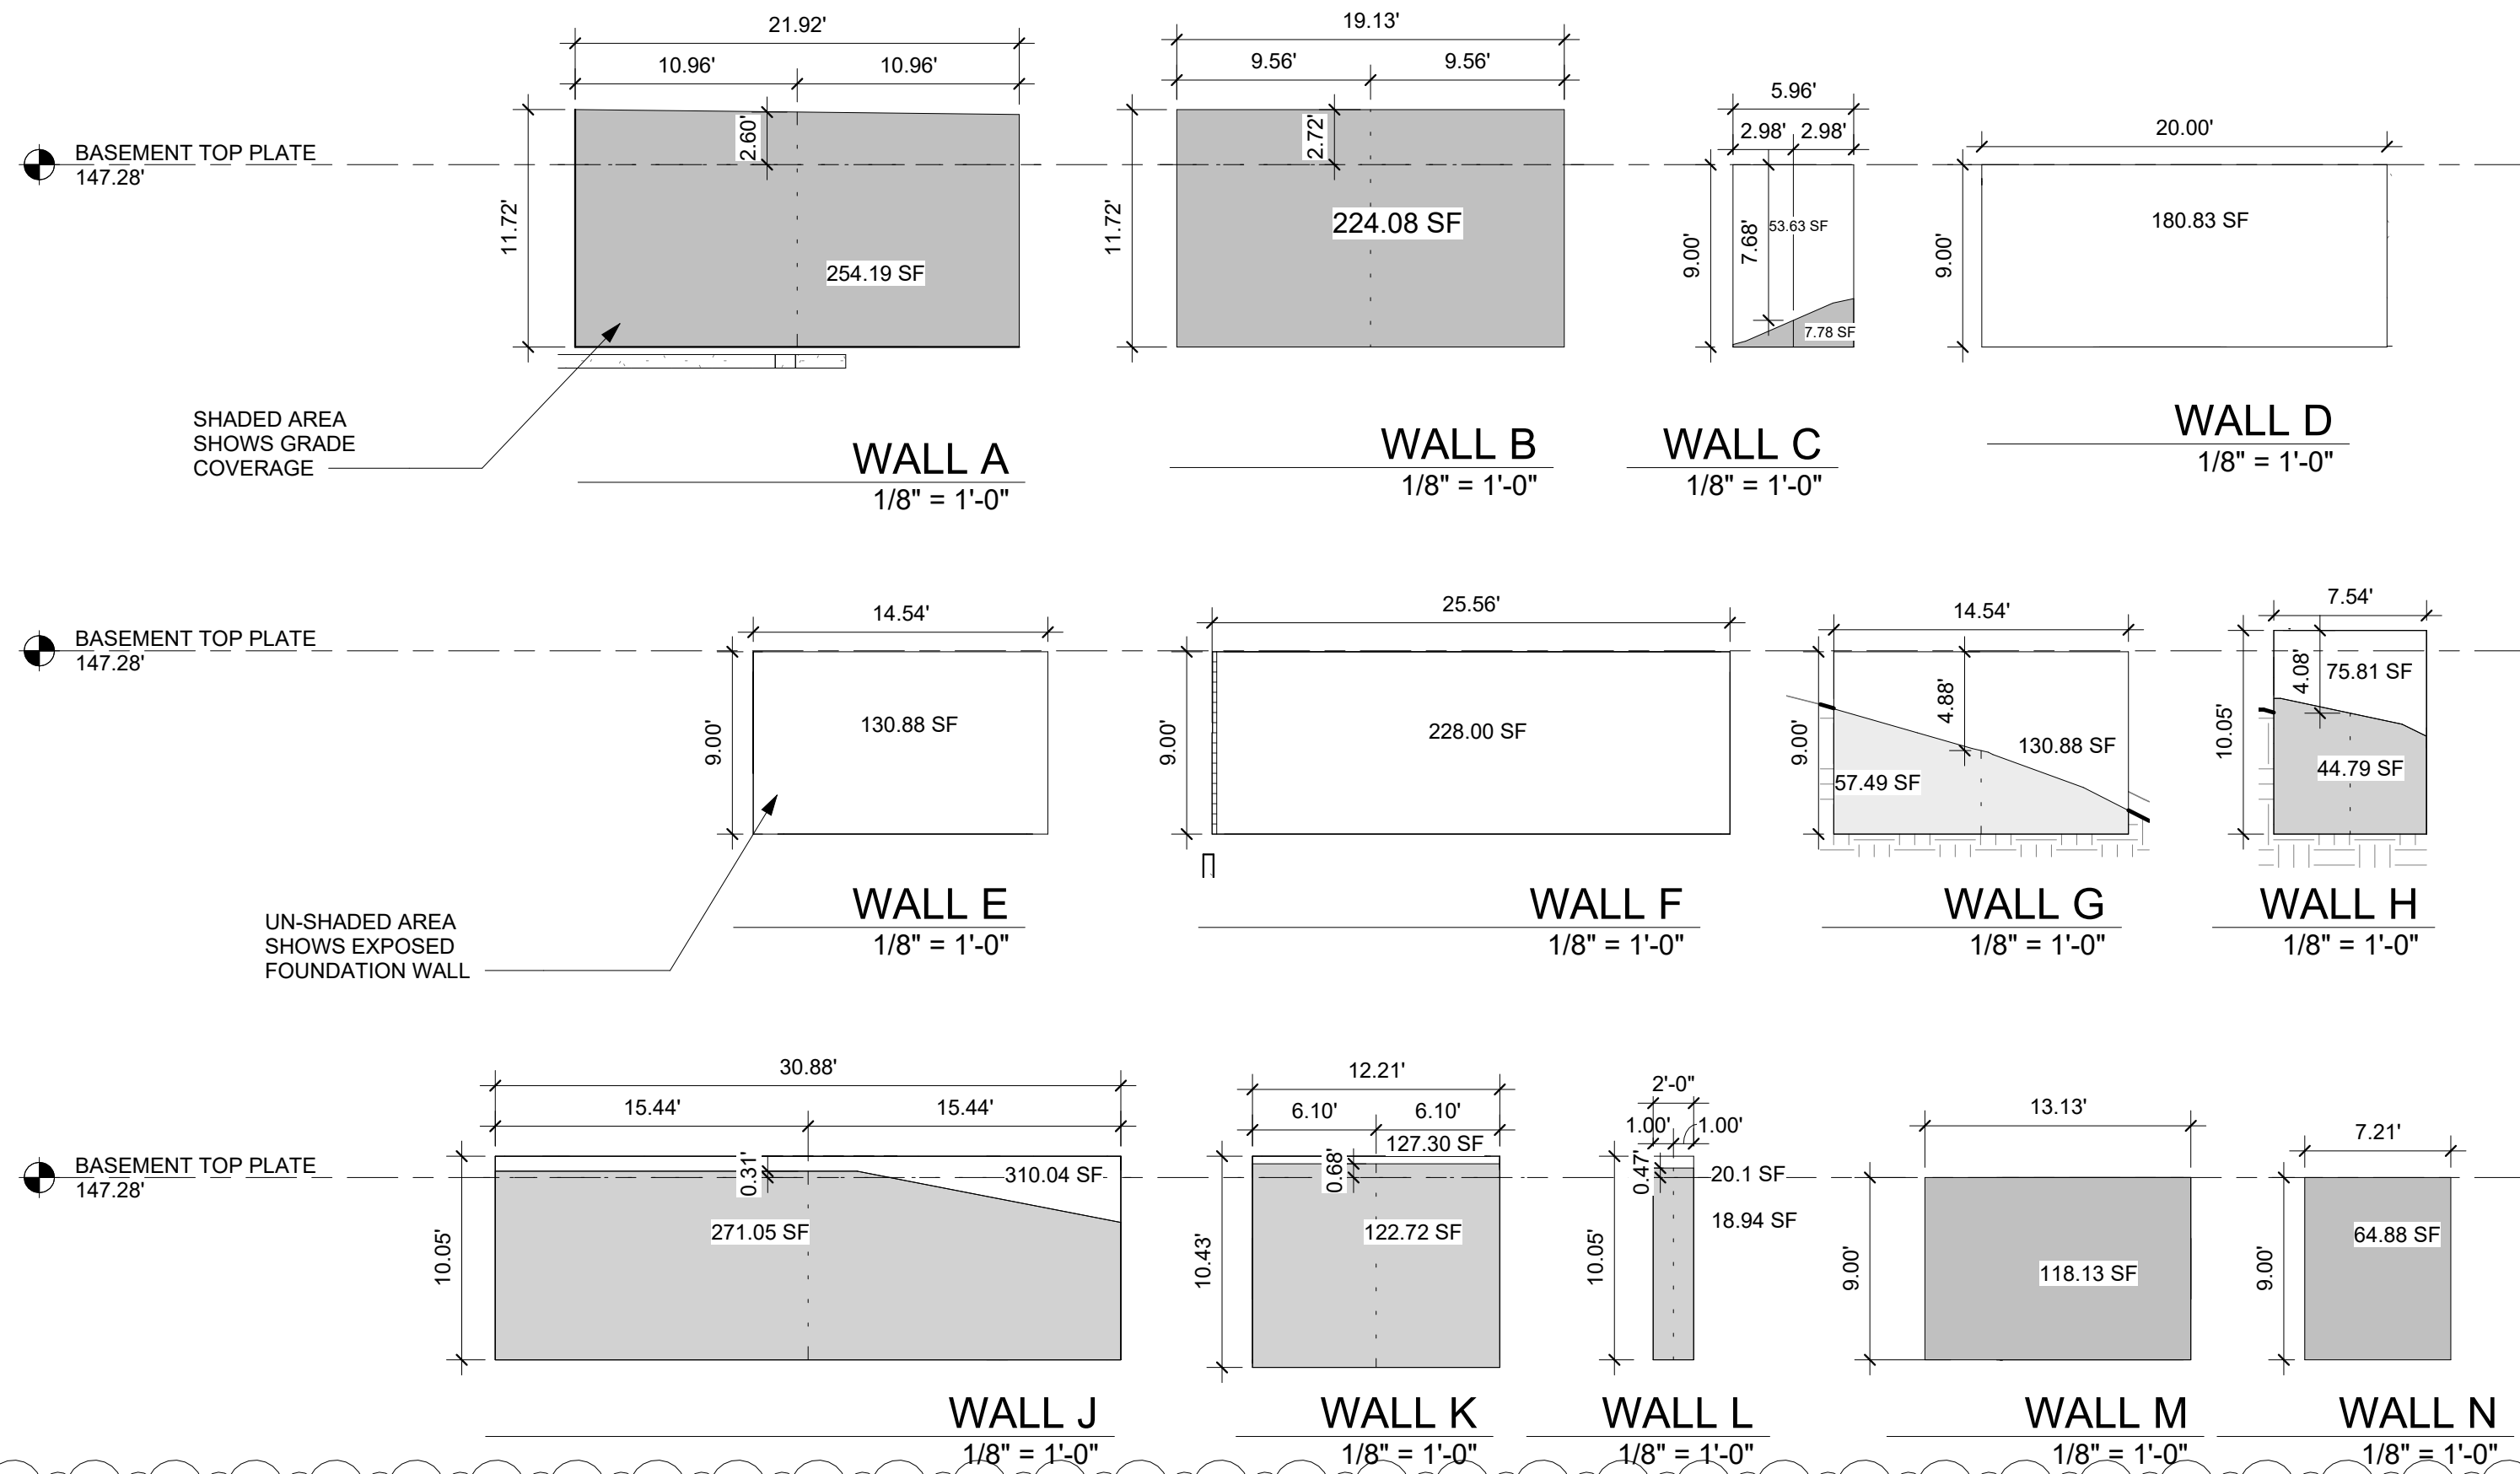 21.92'
10.96'
10.96'
2.60'
11.72'
254.19 SF
BASEMENT TOP PLATE
147.28'
SHADED AREA
SHOWS GRADE
COVERAGE
WALL A
1/8" = 1'-0"
19.13'
9.56'
9.56'
2.72'
11.72'
224.08 SF
WALL B
1/8" = 1'-0"
5.96'
2.98'
2.98'
7.68'
53.63 SF
9.00'
7.78 SF
WALL C
1/8" = 1'-0"
20.00'
180.83 SF
9.00'
WALL D
1/8" = 1'-0"
BASEMENT TOP PLATE
147.28'
14.54'
9.00'
130.88 SF
UN-SHADED AREA
SHOWS EXPOSED
FOUNDATION WALL
WALL E
1/8" = 1'-0"
25.56'
9.00'
228.00 SF
WALL F
1/8" = 1'-0"
14.54'
4.88'
9.00'
130.88 SF
57.49 SF
WALL G
1/8" = 1'-0"
7.54'
4.08'
75.81 SF
10.05'
44.79 SF
WALL H
1/8" = 1'-0"
BASEMENT TOP PLATE
147.28'
30.88'
15.44'
15.44'
0.31'
310.04 SF
271.05 SF
10.05'
WALL J
1/8" = 1'-0"
12.21'
6.10'
6.10'
127.30 SF
0.68'
122.72 SF
10.43'
WALL K
1/8" = 1'-0"
2'-0"
1.00'
1.00'
0.47'
20.1 SF
18.94 SF
10.05'
WALL L
1/8" = 1'-0"
13.13'
9.00'
118.13 SF
WALL M
1/8" = 1'-0"
7.21'
64.88 SF
9.00'
WALL N
1/8" = 1'-0"